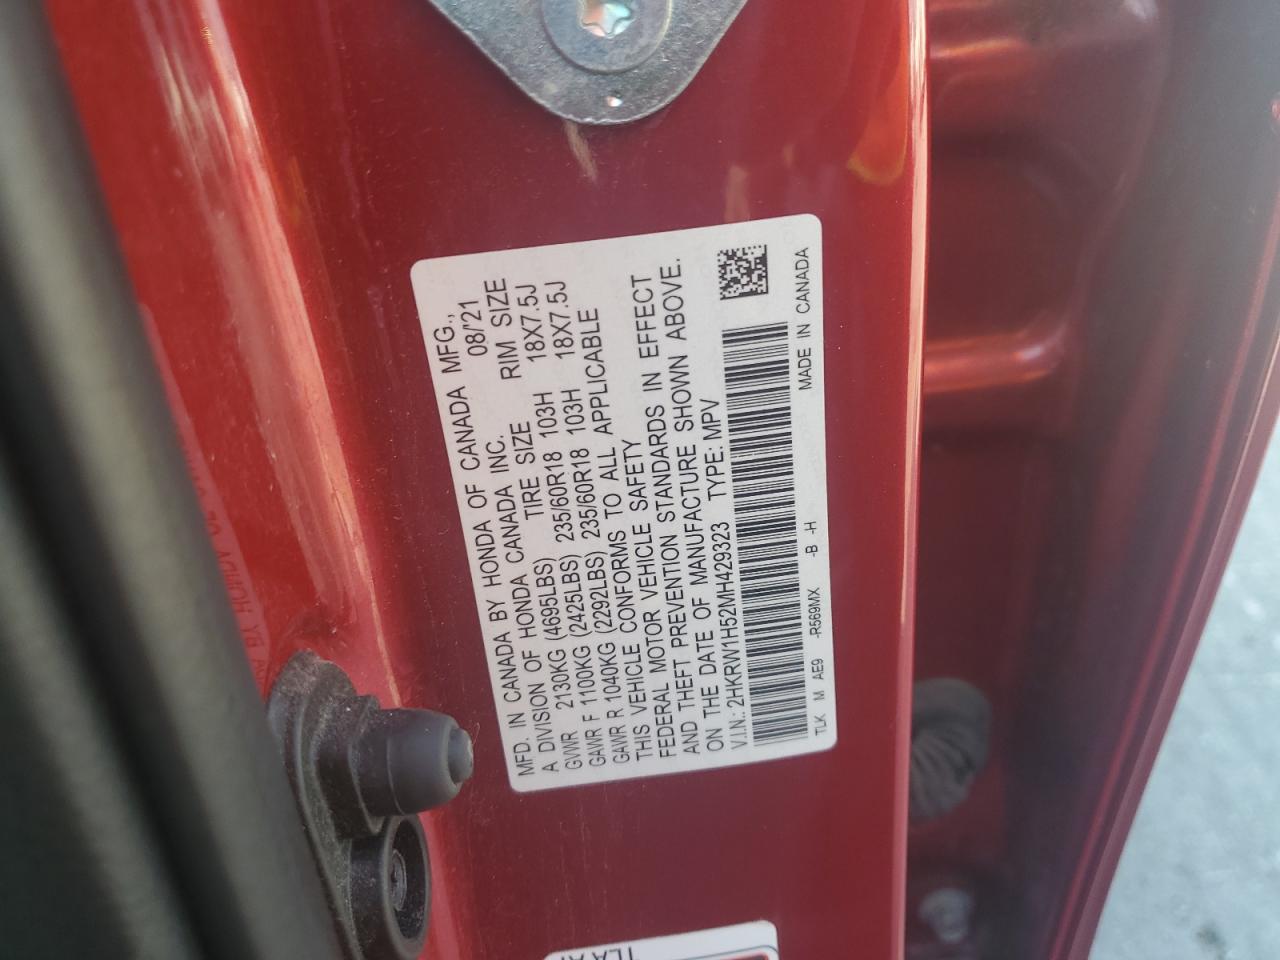 MFD. IN CANADA BY HONDA OF CANADA MFG.,
A DIVISION OF HONDA CANADA INC. 08/'21
GVWR 2130KG (4695LBS) TIRE SIZE RIM SIZE
GAWR F 1100KG (2425LBS) 235/60R18 103H 18X7.5J
GAWR R 1040KG (2292LBS) 235/60R18 103H 18X7.5J
THIS VEHICLE CONFORMS TO ALL APPLICABLE
FEDERAL MOTOR VEHICLE SAFETY
AND THEFT PREVENTION STANDARDS IN EFFECT
ON THE DATE OF MANUFACTURE SHOWN ABOVE.
V.I.N.: 2HKRW1H52MH429323 TYPE: MPV
TLK M AE9 -R569MX -B -H MADE IN CANADA